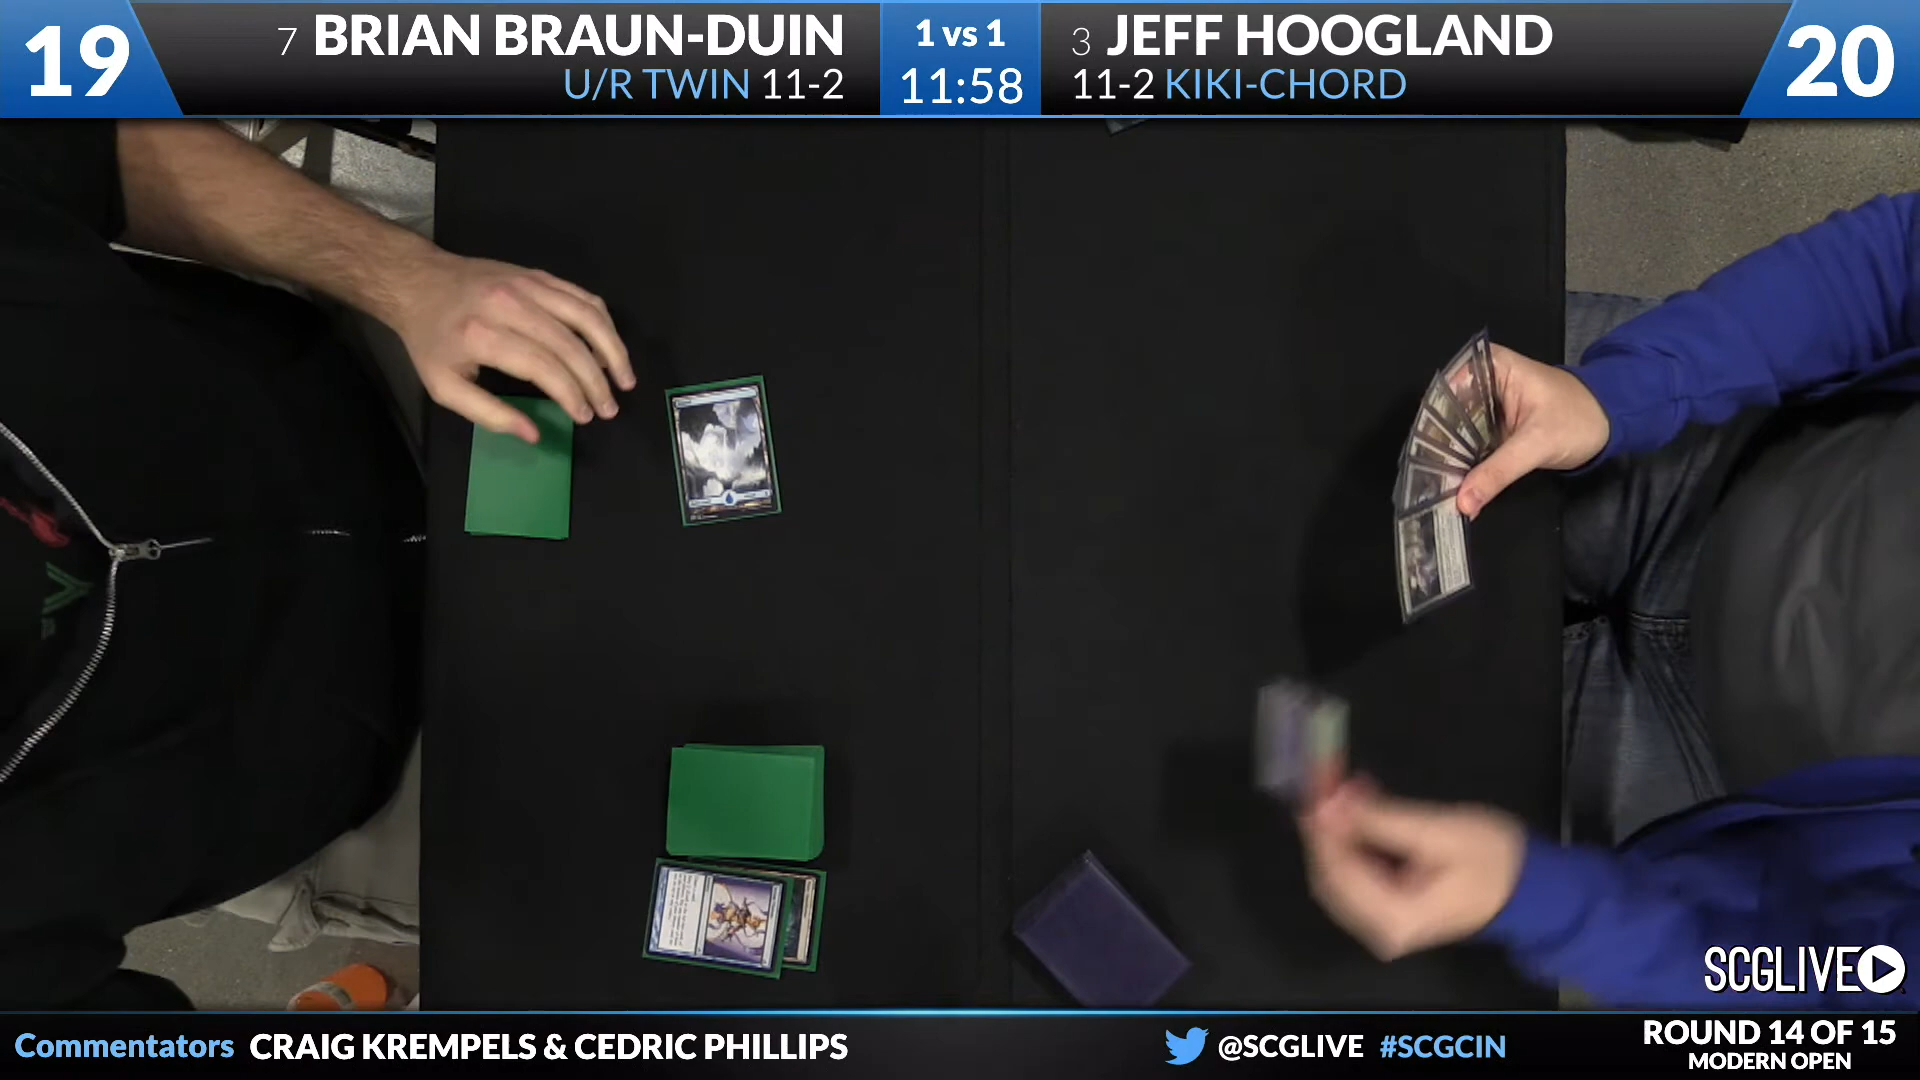 19
7 BRIAN BRAUN-DUIN
U/R TWIN 11-2
1 vs 1
11:58
3 JEFF HOOGLAND
11-2 KIKI-CHORD
20
SCGLIVE
Commentators CRAIG KREMPELS & CEDRIC PHILLIPS
@SCGLIVE #SCGCIN
ROUND 14 OF 15
MODERN OPEN